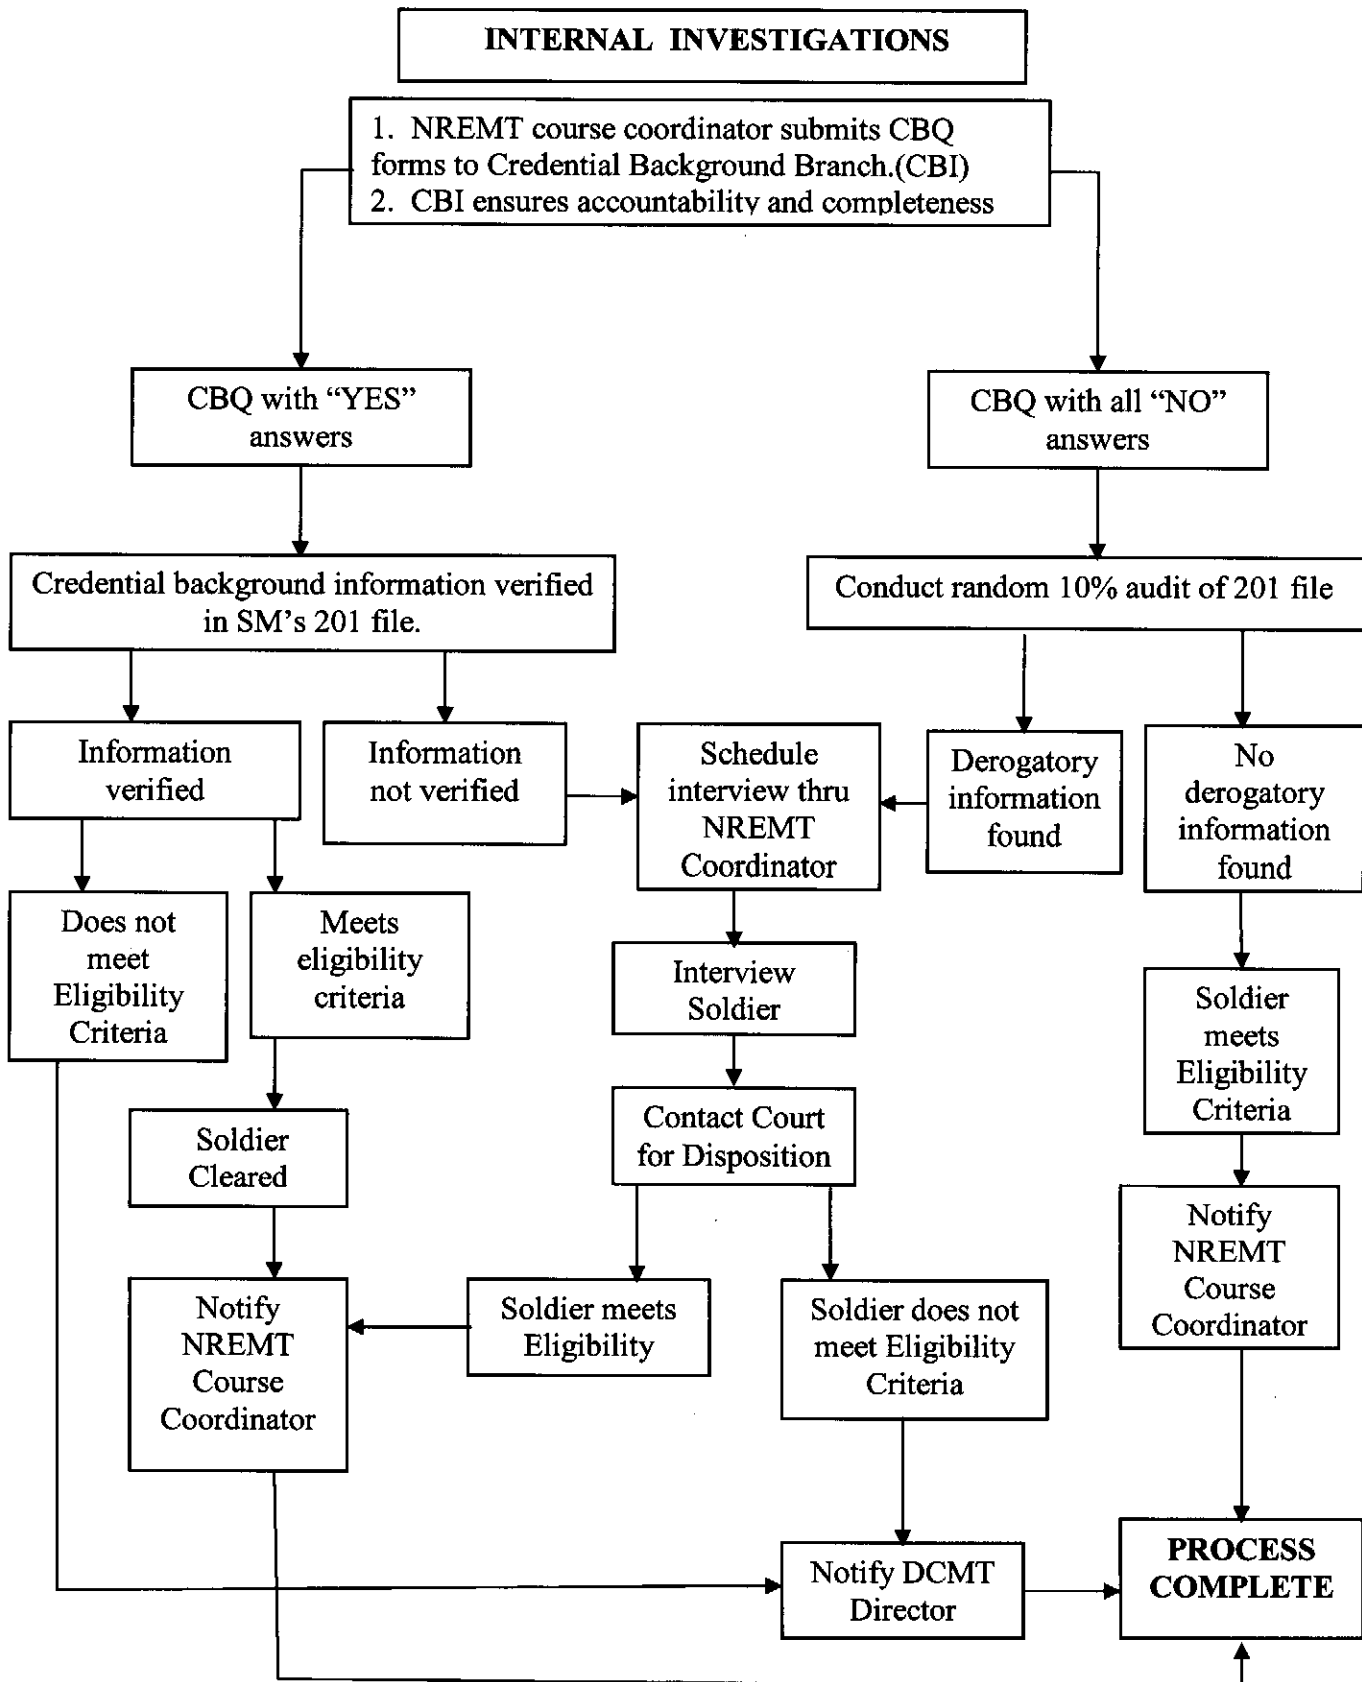 INTERNAL INVESTIGATIONS
1. NREMT course coordinator submits CBQ
forms to Credential Background Branch.(CBI)
2. CBI ensures accountability and completeness
CBQ with “YES”
answers
CBQ with all “NO”
answers
Credential background information verified
in SM’s 201 file.
Conduct random 10% audit of 201 file
Information
verified
Information
not verified
Schedule
interview thru
NREMT
Coordinator
Derogatory
information
found
No
derogatory
information
found
Does not
meet
Eligibility
Criteria
Meets
eligibility
criteria
Interview
Soldier
Soldier
meets
Eligibility
Criteria
Soldier
Cleared
Contact Court
for Disposition
Notify
NREMT
Course
Coordinator
Notify
NREMT
Course
Coordinator
Soldier meets
Eligibility
Soldier does not
meet Eligibility
Criteria
Notify DCMT
Director
PROCESS
COMPLETE